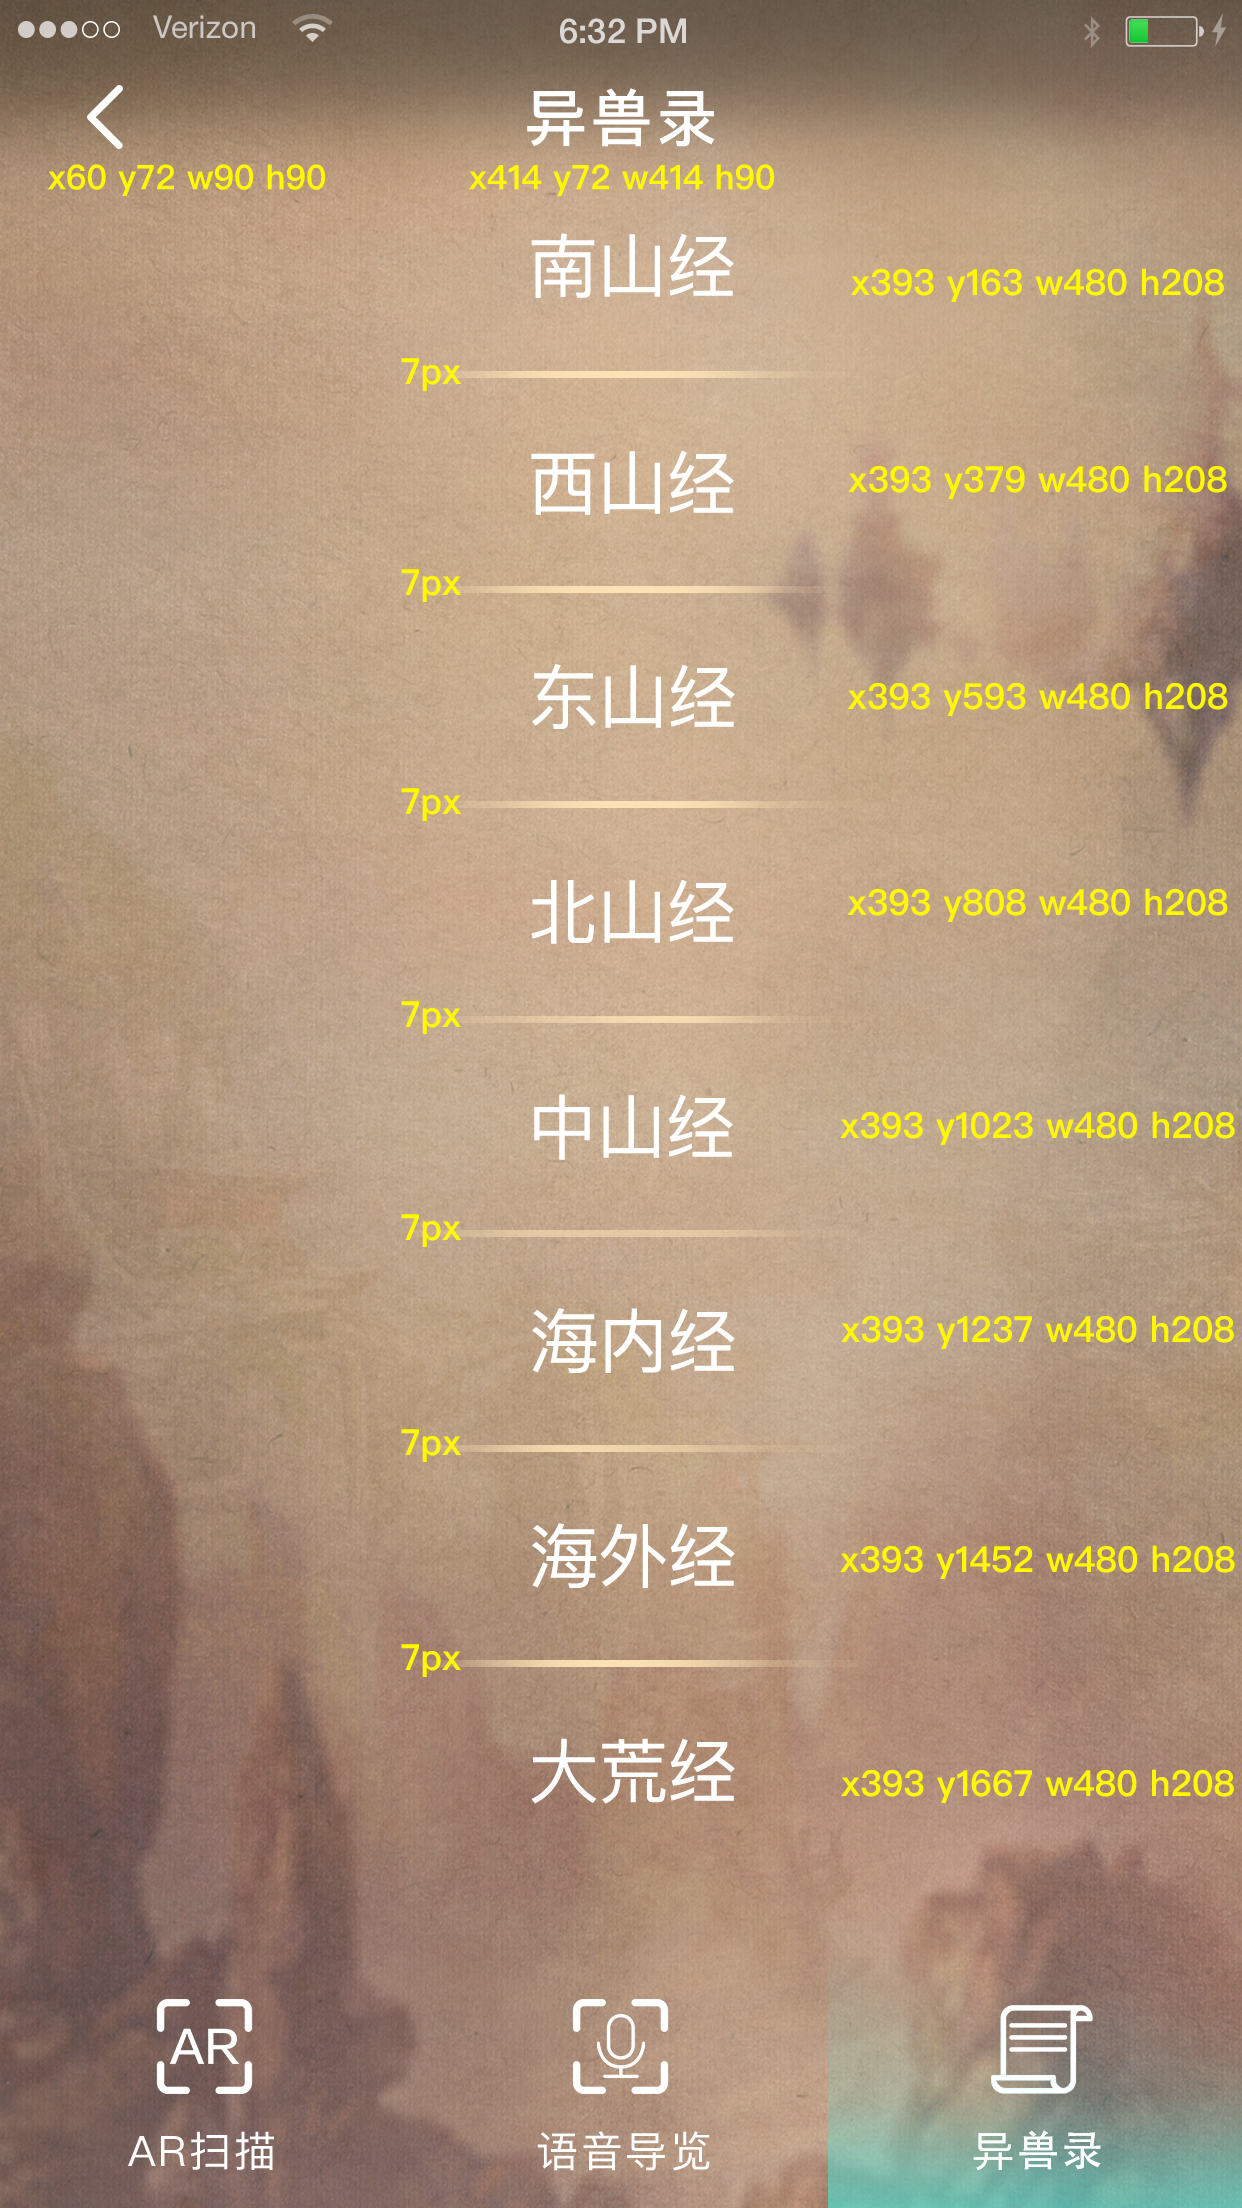 Verizon 6:32 PM
异兽录
x60 y72 w90 h90 x414 y72 w414 h90
南山经 x393 y163 w480 h208
7px
西山经 x393 y379 w480 h208
7px
东山经 x393 y593 w480 h208
7px
北山经 x393 y808 w480 h208
7px
中山经 x393 y1023 w480 h208
7px
海内经 x393 y1237 w480 h208
7px
海外经 x393 y1452 w480 h208
7px
大荒经 x393 y1667 w480 h208
AR
AR扫描 语音导览 异兽录